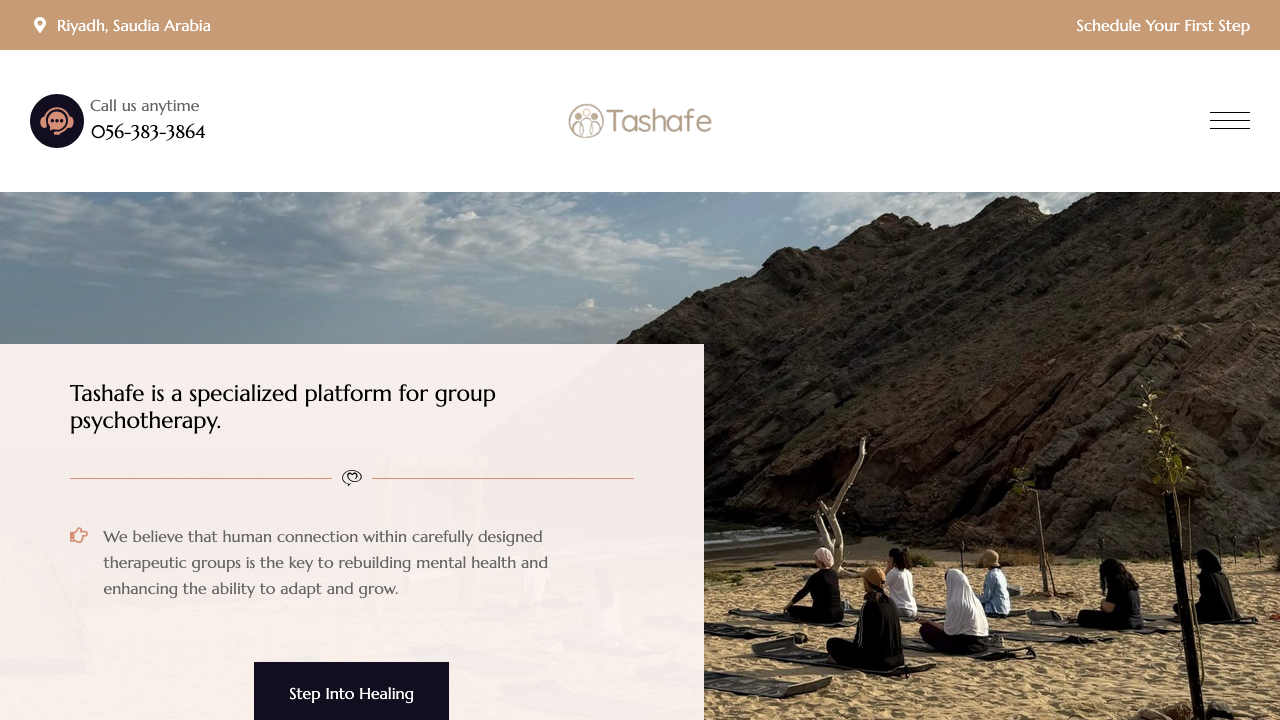 Riyadh, Saudia Arabia
Schedule Your First Step
Call us anytime
056-383-3864
Tashafe
Tashafe is a specialized platform for group
psychotherapy.
We believe that human connection within carefully designed
therapeutic groups is the key to rebuilding mental health and
enhancing the ability to adapt and grow.
Step Into Healing